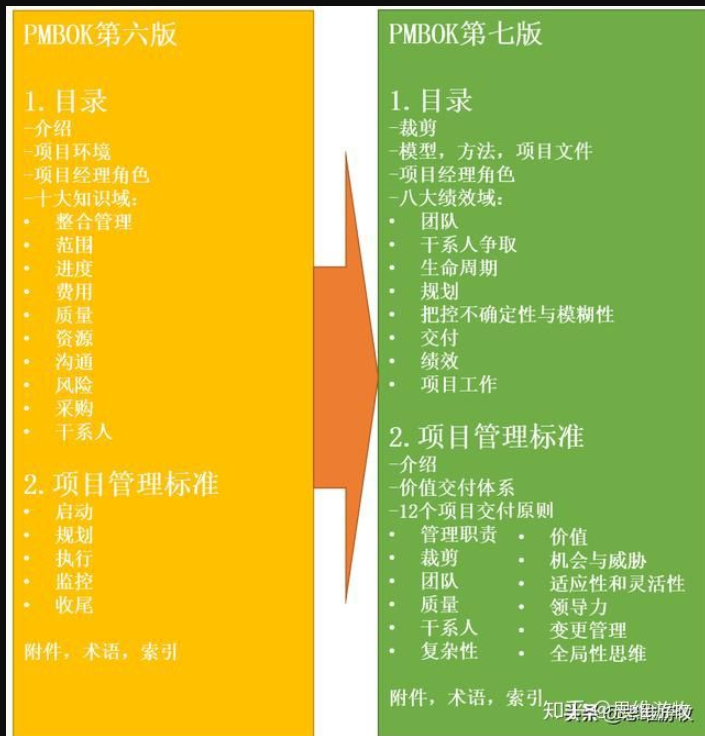 PMBOK第六版
1.目录
-介绍
-项目环境
-项目经理角色
-十大知识域:
• 整合管理
• 范围
• 进度
• 费用
• 质量
• 资源
• 沟通
• 风险
• 采购
• 干系人
2.项目管理标准
• 启动
• 规划
• 执行
• 监控
• 收尾
附件，术语，索引
PMBOK第七版
1.目录
-裁剪
-模型，方法，项目文件
-项目经理角色
-八大绩效域:
• 团队
• 干系人争取
• 生命周期
• 规划
• 把控不确定性与模糊性
• 交付
• 绩效
• 项目工作
2.项目管理标准
-介绍
-价值交付体系
-12个项目交付原则
• 管理职责
• 裁剪
• 团队
• 质量
• 干系人
• 复杂性
• 价值
• 机会与威胁
• 适应性和灵活性
• 领导力
• 变更管理
• 全局性思维
附件，术语，索引
知乎 @思维游牧